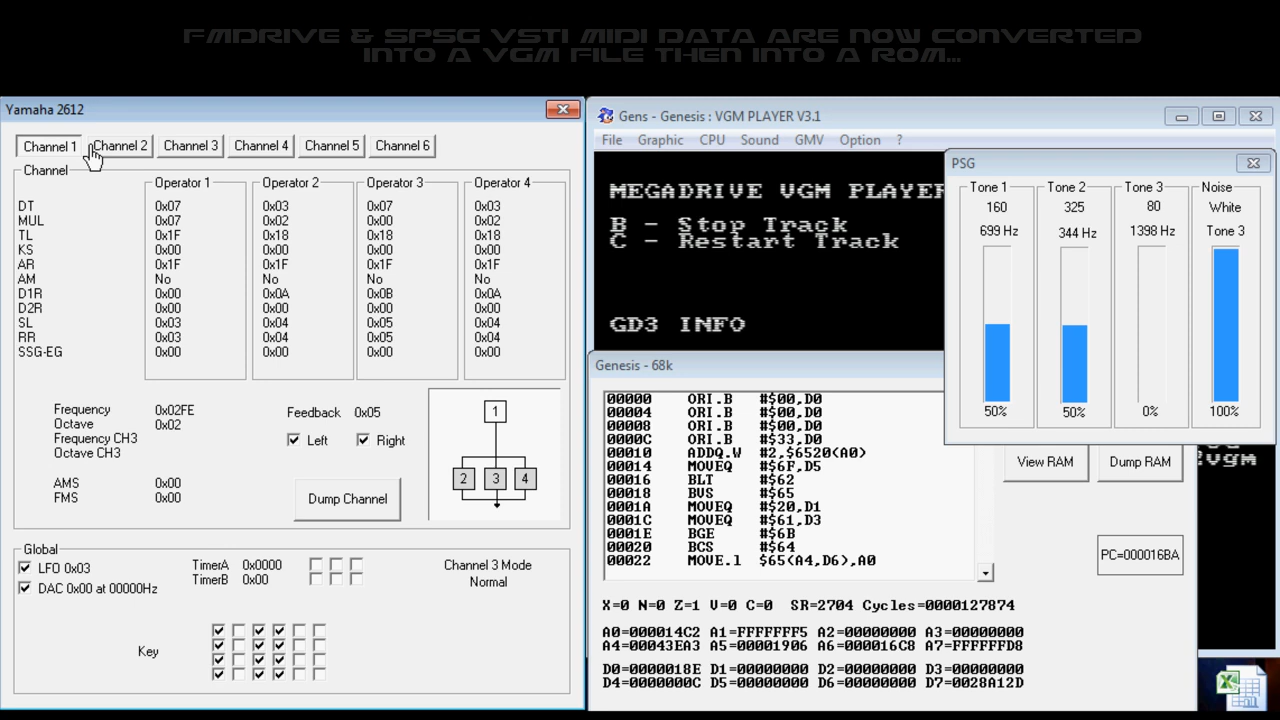 FMDRIVE & SPSG VSTI MIDI DATA ARE NOW CONVERTED
INTO A VGM FILE THEN INTO A ROM...
Yamaha 2612
Channel 1 Channel 2 Channel 3 Channel 4 Channel 5 Channel 6
Channel
Operator 1 Operator 2 Operator 3 Operator 4
DT 0x07 0x03 0x07 0x03
MUL 0x07 0x02 0x00 0x02
TL 0x1F 0x18 0x18 0x18
KS 0x00 0x00 0x00 0x00
AR 0x1F 0x1F 0x1F 0x1F
AM No No No No
D1R 0x00 0x0A 0x0B 0x0A
D2R 0x00 0x00 0x00 0x00
SL 0x03 0x04 0x05 0x04
RR 0x03 0x04 0x05 0x04
SSG-EG 0x00 0x00 0x00 0x00
Frequency 0x02FE
Octave 0x02
Frequency CH3
Octave CH3
AMS 0x00
FMS 0x00
Feedback 0x05
Left Right
Dump Channel
1
2 3 4
Global
LFO 0x03
DAC 0x00 at 00000Hz
TimerA 0x0000
TimerB 0x00
Channel 3 Mode
Normal
Key
Gens - Genesis : VGM PLAYER V3.1
File Graphic CPU Sound GMV Option ?
MEGADRIVE VGM PLAYER
B - Stop Track
C - Restart Track
GD3 INFO
PSG
Tone 1 Tone 2 Tone 3 Noise
160 325 80 White
699 Hz 344 Hz 1398 Hz Tone 3
50% 50% 0% 100%
Genesis - 68k
00000 ORI.B #$00,D0
00004 ORI.B #$00,D0
00008 ORI.B #$00,D0
0000C ORI.B #$33,D0
00010 ADDQ.W #2,$6520(A0)
00014 MOVEQ #$6F,D5
00016 BLT #$62
00018 BVS #$65
0001A MOVEQ #$20,D1
0001C MOVEQ #$61,D3
0001E BGE #$6B
00020 BCS #$64
00022 MOVE.l $65(A4,D6),A0
View RAM Dump RAM
vgm
PC=000016BA
X=0 N=0 Z=1 V=0 C=0 SR=2704 Cycles=0000127874
A0=000014C2 A1=FFFFFFF5 A2=00000000 A3=00000000
A4=00043EA3 A5=00001906 A6=000016C8 A7=FFFFFFD8
D0=0000018E D1=00000000 D2=00000000 D3=00000000
D4=0000000C D5=00000000 D6=00000000 D7=0028A12D